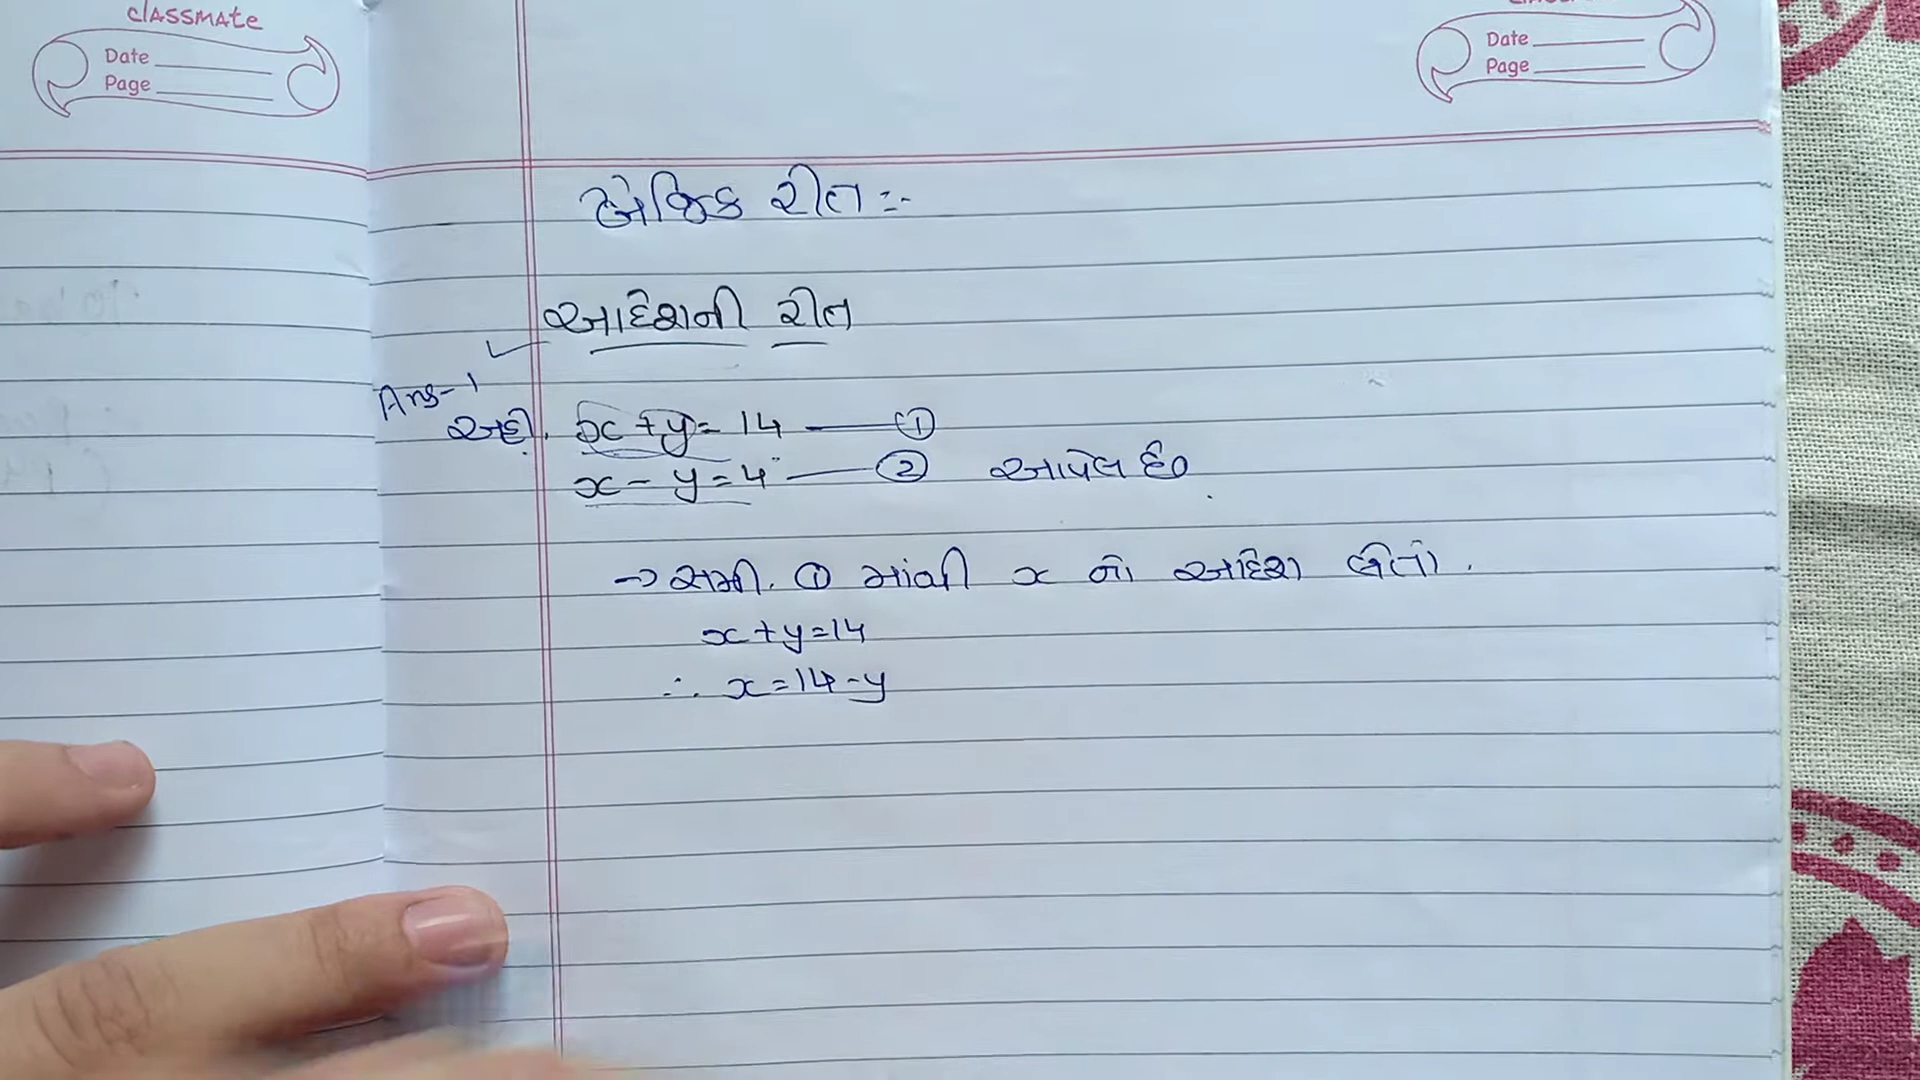 classmate
Date
Page
Date
Page
બૈજિક રીત :-
આદેશની રીત
Ans-1
અહીં, x + y = 14 — ①
x - y = 4 — ② આપેલ છે
→ સમી. ① માંથી x નો આદેશ લેતાં.
x + y = 14
∴ x = 14 - y